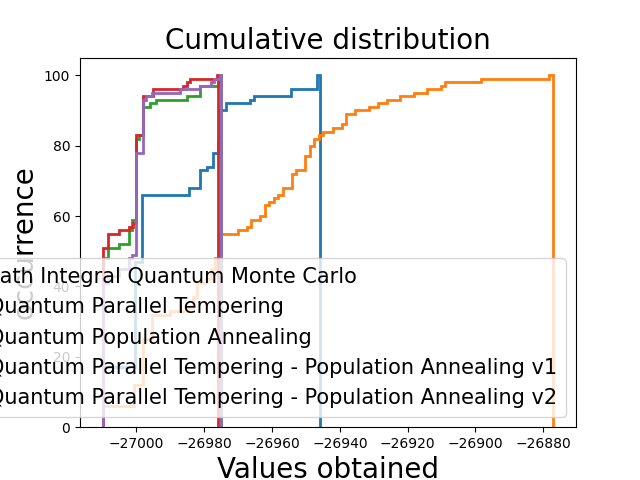 Cumulative distribution
100
80
60
40
20
0
occurrence
ath Integral Quantum Monte Carlo
Quantum Parallel Tempering
Quantum Population Annealing
Quantum Parallel Tempering - Population Annealing v1
Quantum Parallel Tempering - Population Annealing v2
−27000 −26980 −26960 −26940 −26920 −26900 −26880
Values obtained